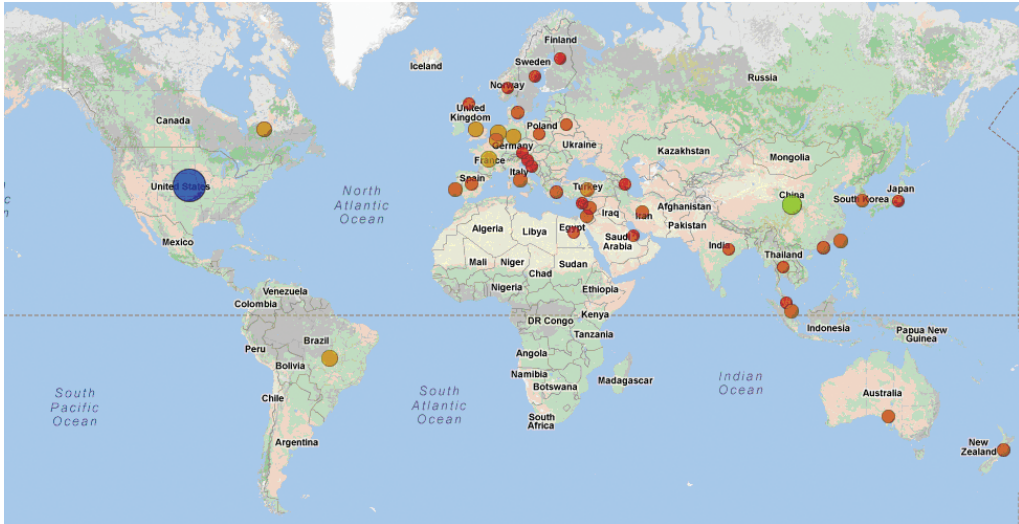 Finland
Iceland
Sweden
Russia
Norway
United
Kingdom
Canada
Poland
Ukraine
Germany
Kazakhstan
France
Mongolia
Spain
Italy
Turkey
United States
China
South Korea
Japan
North
Atlantic
Ocean
Afghanistan
Iraq
Iran
Pakistan
Algeria
Libya
Egypt
Saudi
Arabia
Mexico
India
Mali
Niger
Sudan
Thailand
Chad
Venezuela
Nigeria
Ethiopia
Colombia
Kenya
DR Congo
Indonesia
Papua New
Guinea
Tanzania
Brazil
Peru
Angola
Bolivia
Namibia
Botswana
Madagascar
Indian
Ocean
South
Pacific
Ocean
South
Atlantic
Ocean
Chile
Australia
South
Africa
Argentina
New
Zealand